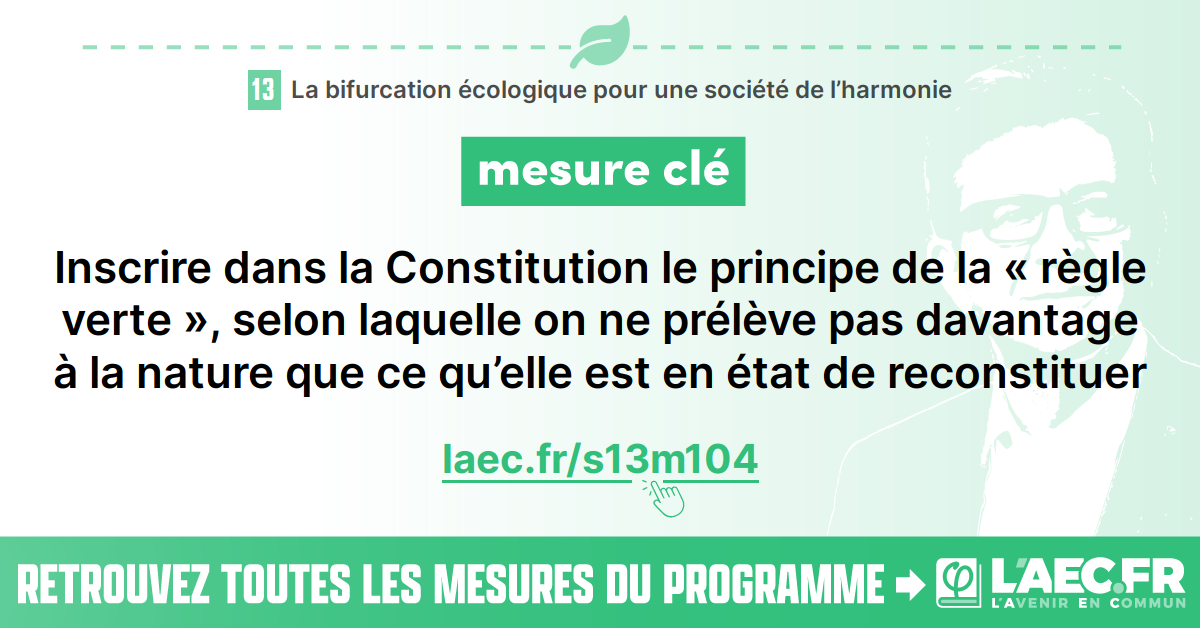 13 La bifurcation écologique pour une société de l’harmonie
mesure clé
Inscrire dans la Constitution le principe de la « règle
verte », selon laquelle on ne prélève pas davantage
à la nature que ce qu’elle est en état de reconstituer
laec.fr/s13m104
RETROUVEZ TOUTES LES MESURES DU PROGRAMME
φ L'AEC.FR
L'AVENIR EN COMMUN